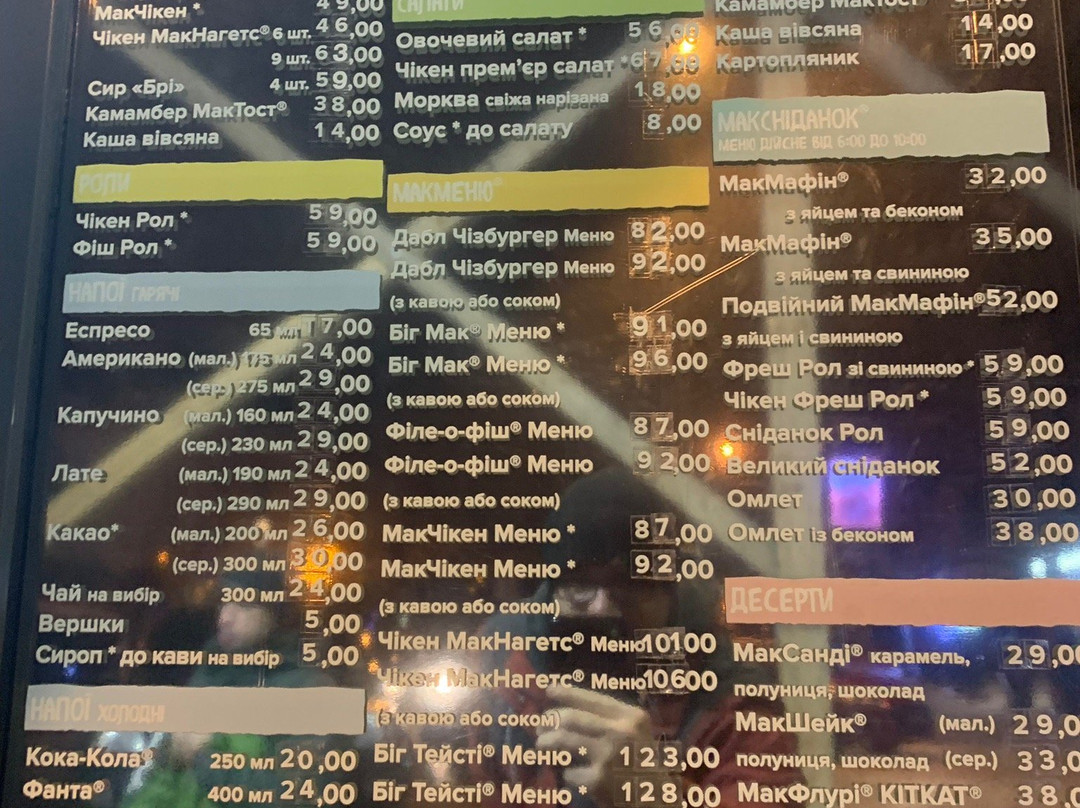 МакЧікен * 49,00
Чікен МакНагетс® 6 шт. 46,00
9 шт. 63,00
Сир «Брі» 4 шт. 59,00
Камамбер МакТост® 38,00
Каша вівсяна 14,00
РОЛИ
Чікен Рол * 59,00
Фіш Рол * 59,00
НАПОЇ ГАРЯЧІ
Еспресо 65 мл 17,00
Американо (мал.) 175 мл 24,00
(сер.) 275 мл 29,00
Капучино (мал.) 160 мл 24,00
(сер.) 230 мл 29,00
Лате (мал.) 190 мл 24,00
(сер.) 290 мл 29,00
Какао* (мал.) 200 мл 26,00
(сер.) 300 мл 30,00
Чай на вибір 300 мл 24,00
Вершки 5,00
Сироп * до кави на вибір 5,00
НАПОЇ ХОЛОДНІ
Кока-Кола® 250 мл 20,00
Фанта® 400 мл 24,00
САЛАТИ
Овочевий салат * 56,00
Чікен прем’єр салат * 67,00
Морква свіжа нарізана 18,00
Соус * до салату 8,00
МАКМЕНЮ®
Дабл Чізбургер Меню 82,00
Дабл Чізбургер Меню 92,00
(з кавою або соком)
Біг Мак® Меню * 91,00
Біг Мак® Меню * 96,00
(з кавою або соком)
Філе-о-фіш® Меню 87,00
Філе-о-фіш® Меню 92,00
(з кавою або соком)
МакЧікен Меню * 87,00
МакЧікен Меню * 92,00
(з кавою або соком)
Чікен МакНагетс® Меню 101 00
Чікен МакНагетс® Меню 106 00
(з кавою або соком)
Біг Тейсті® Меню * 123,00
Біг Тейсті® Меню * 128,00
Камамбер МакТост®
Каша вівсяна 14,00
Картопляник 17,00
МАКСНІДАНОК®
МЕНЮ ДІЙСНЕ ВІД 6:00 ДО 10:00
МакМафін® 32,00
з яйцем та беконом
МакМафін® 35,00
з яйцем та свининою
Подвійний МакМафін® 52,00
з яйцем і свининою
Фреш Рол зі свининою * 59,00
Чікен Фреш Рол * 59,00
Сніданок Рол 59,00
Великий сніданок 52,00
Омлет 30,00
Омлет із беконом 38,00
ДЕСЕРТИ
МакСанді® карамель, 29,00
полуниця, шоколад
МакШейк® (мал.) 29,0
полуниця, шоколад (сер.) 33,0
МакФлурі® KITKAT® 38,0